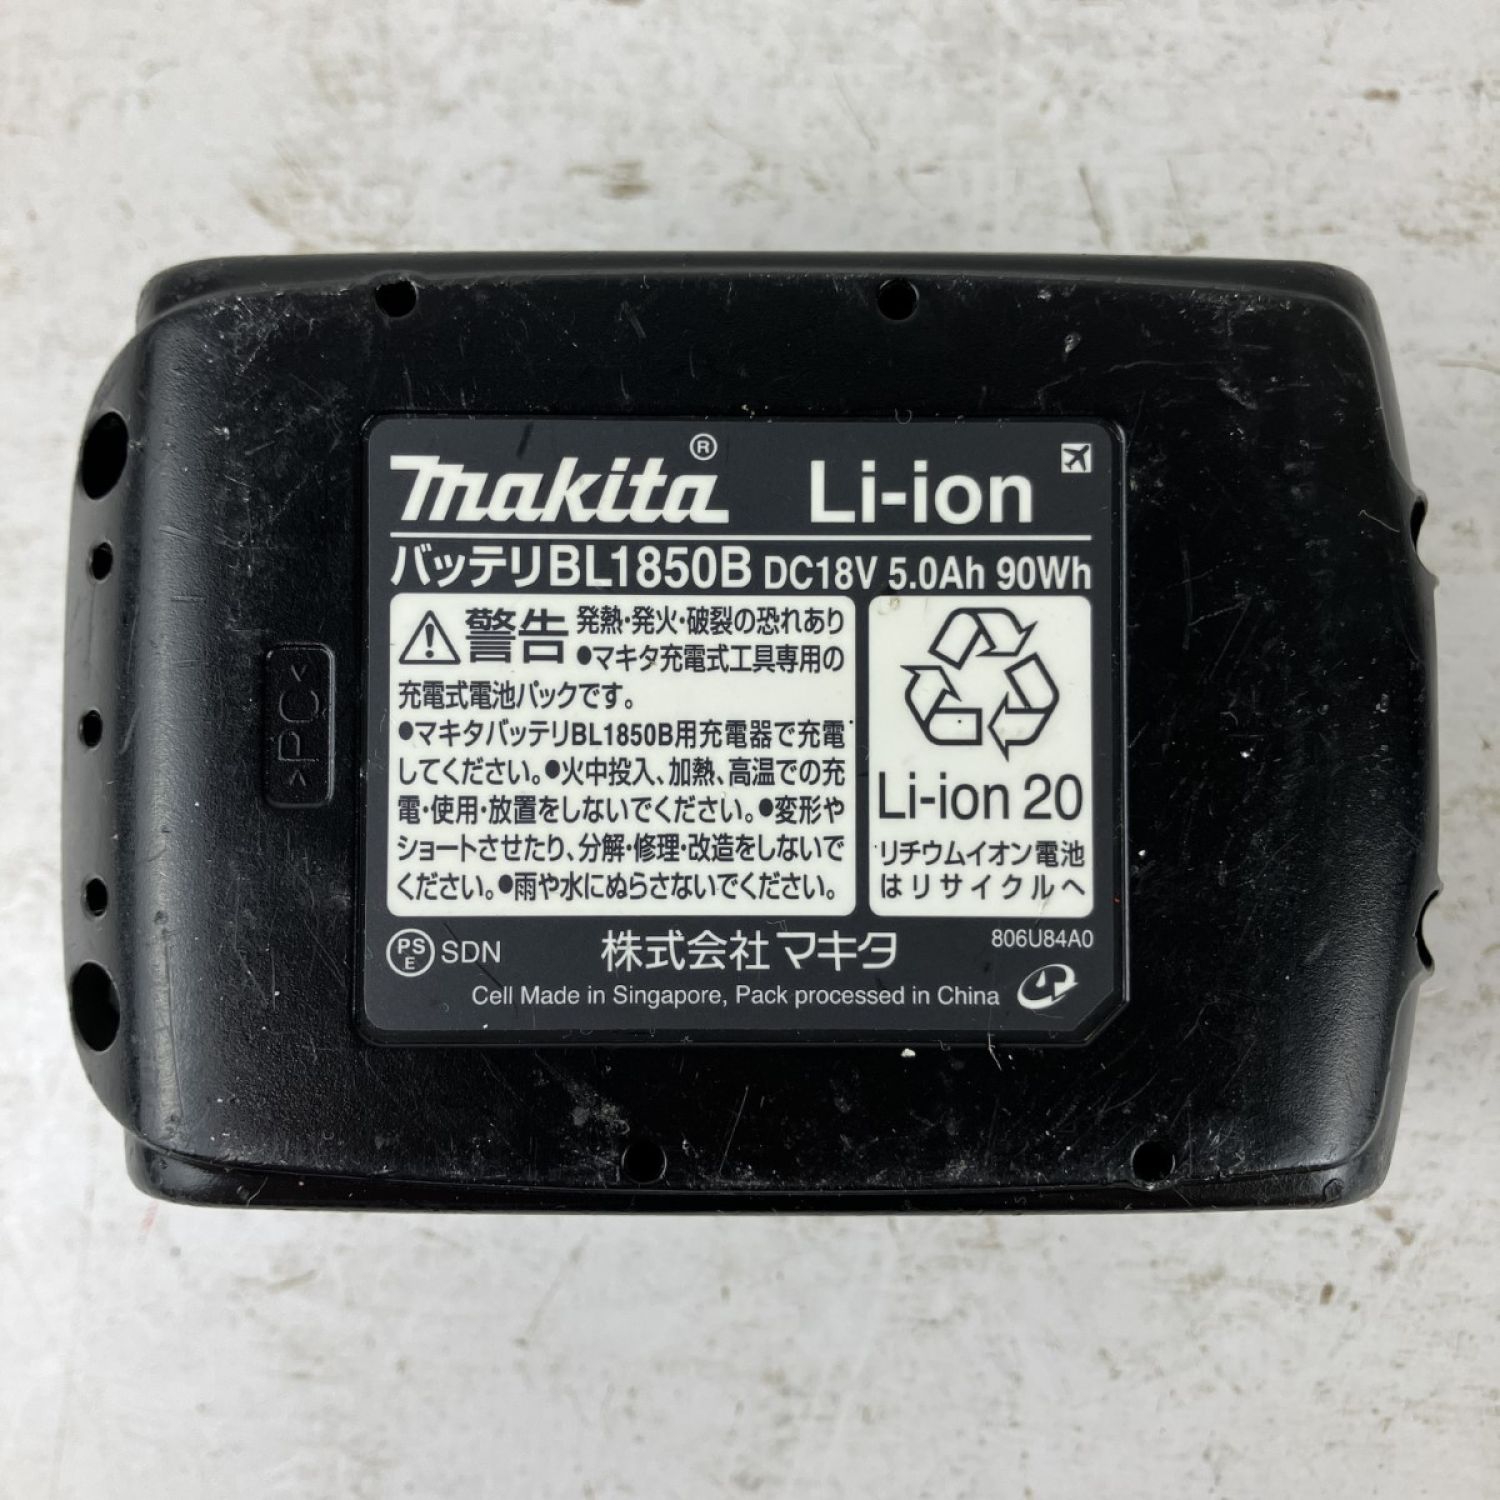 makita® Li-ion
バッテリBL1850B DC18V 5.0Ah 90Wh
警告 発熱・発火・破裂の恐れあり
●マキタ充電式工具専用の
充電式電池パックです。
●マキタバッテリBL1850B用充電器で充電
してください。●火中投入、加熱、高温での充
電・使用・放置をしないでください。●変形や
ショートさせたり、分解・修理・改造をしないで
ください。●雨や水にぬらさないでください。
Li-ion 20
リチウムイオン電池
はリサイクルへ
PSE SDN 株式会社マキタ 806U84A0
Cell Made in Singapore, Pack processed in China
>PC<